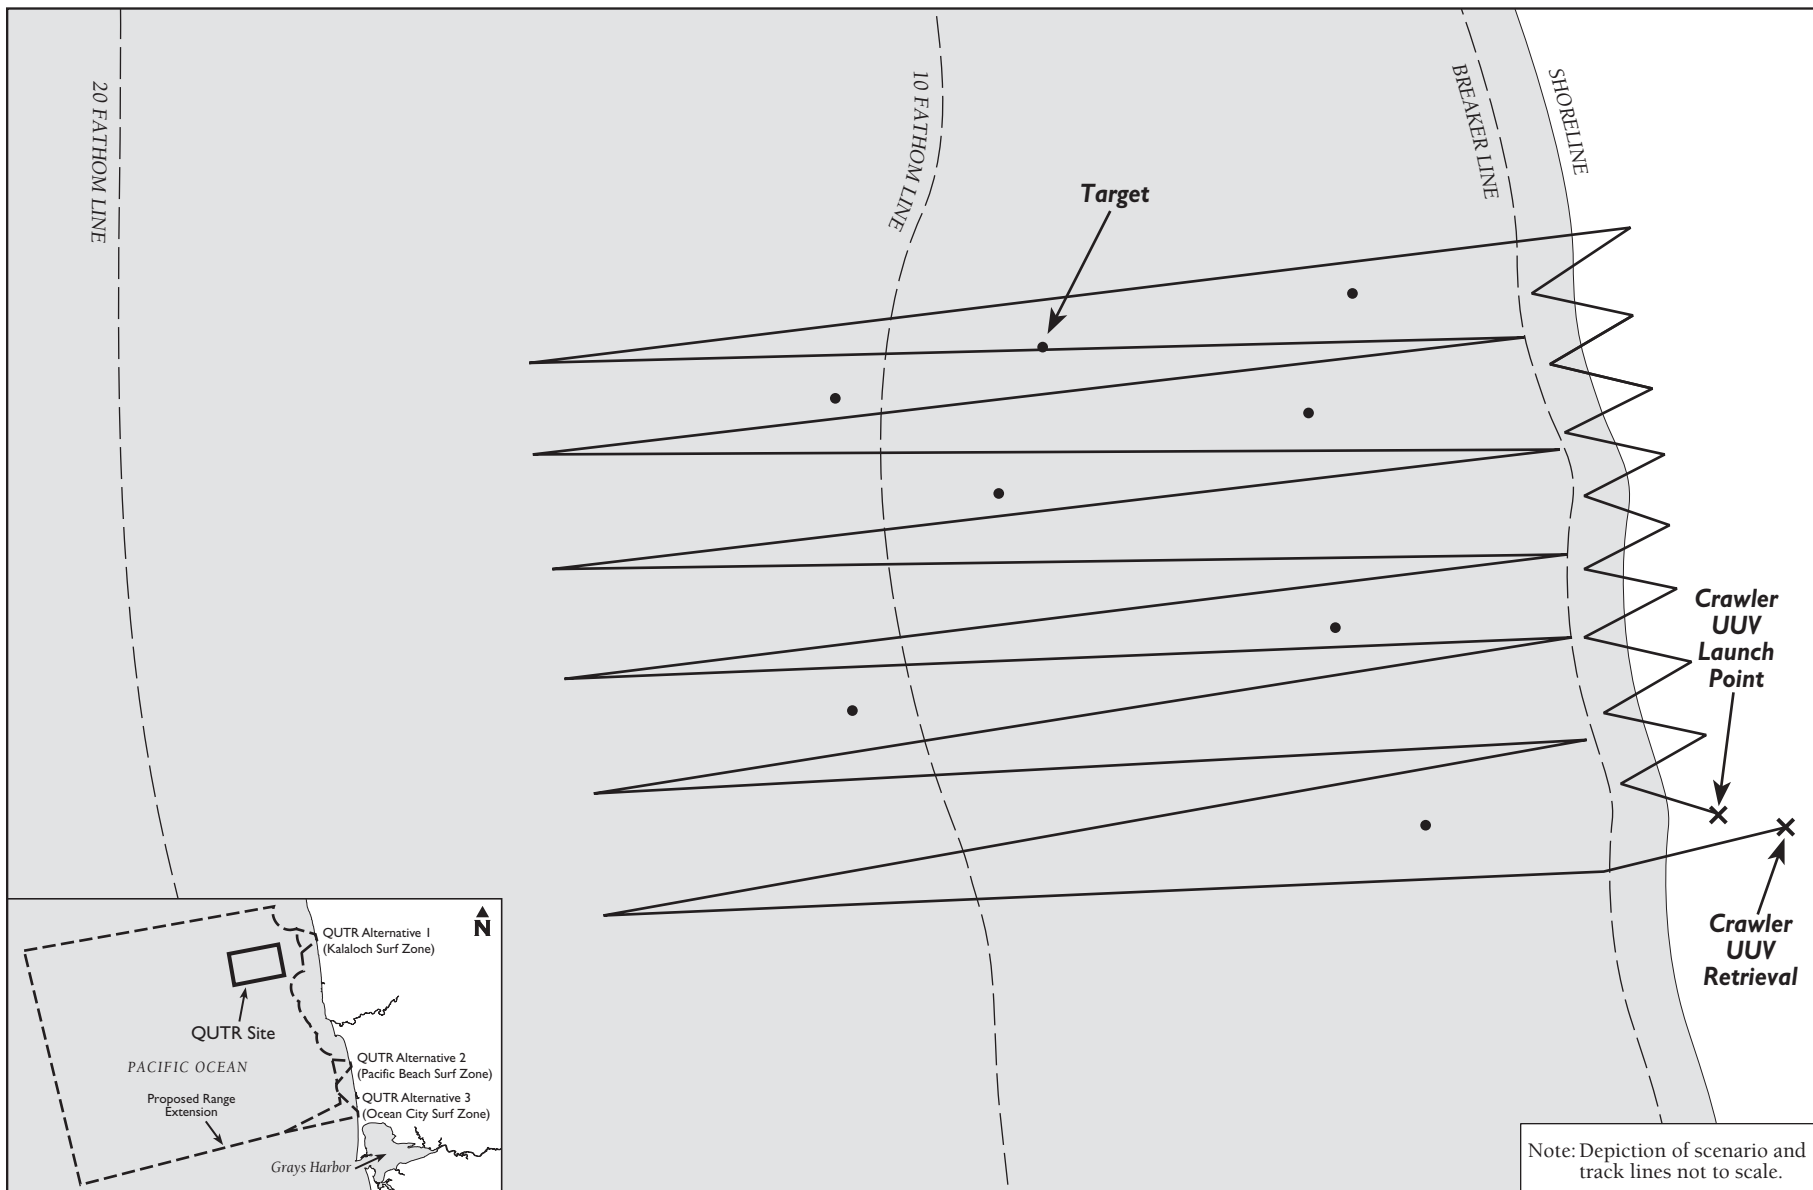 20 FATHOM LINE
10 FATHOM LINE
BREAKER LINE
SHORELINE
Target
Crawler
UUV
Launch
Point
Crawler
UUV
Retrieval
N
QUTR Alternative 1
(Kalaloch Surf Zone)
QUTR Site
PACIFIC OCEAN
QUTR Alternative 2
(Pacific Beach Surf Zone)
Proposed Range
Extension
QUTR Alternative 3
(Ocean City Surf Zone)
Grays Harbor
Note: Depiction of scenario and
track lines not to scale.